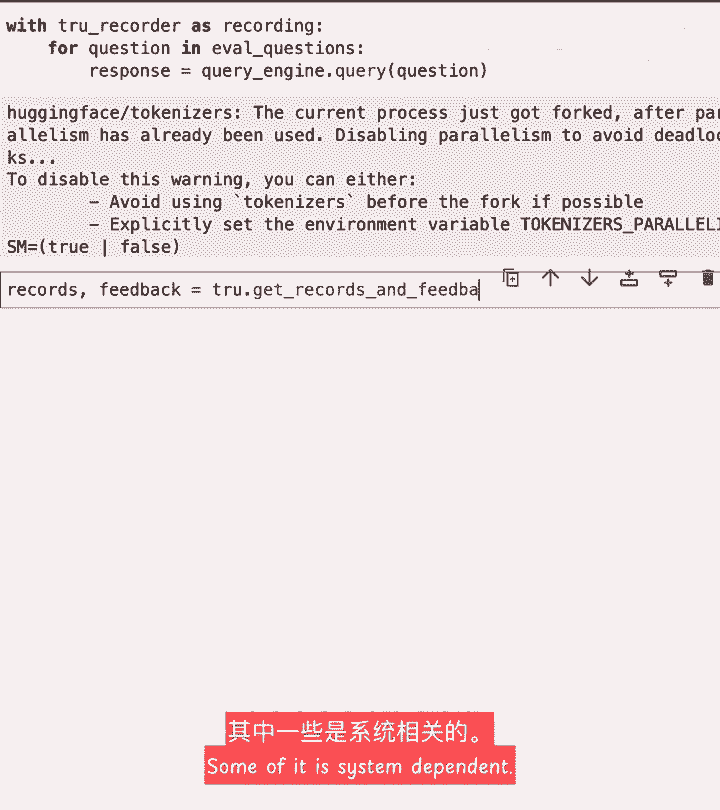 with tru_recorder as recording:
for question in eval_questions:
response = query_engine.query(question)
huggingface/tokenizers: The current process just got forked, after par
allelism has already been used. Disabling parallelism to avoid deadloc
ks...
To disable this warning, you can either:
- Avoid using `tokenizers` before the fork if possible
- Explicitly set the environment variable TOKENIZERS_PARALLELI
SM=(true | false)
records, feedback = tru.get_records_and_feedba
其中一些是系统相关的。
Some of it is system dependent.